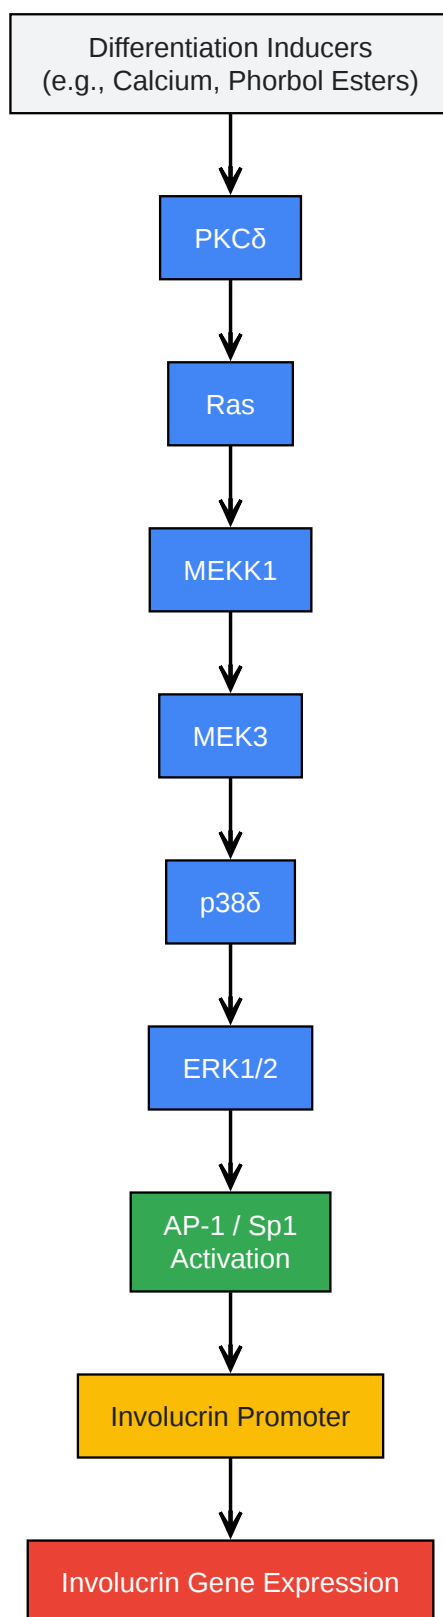 Differentiation Inducers
(e.g., Calcium, Phorbol Esters)
PKCδ
Ras
MEKK1
MEK3
p38δ
ERK1/2
AP-1 / Sp1
Activation
Involucrin Promoter
Involucrin Gene Expression